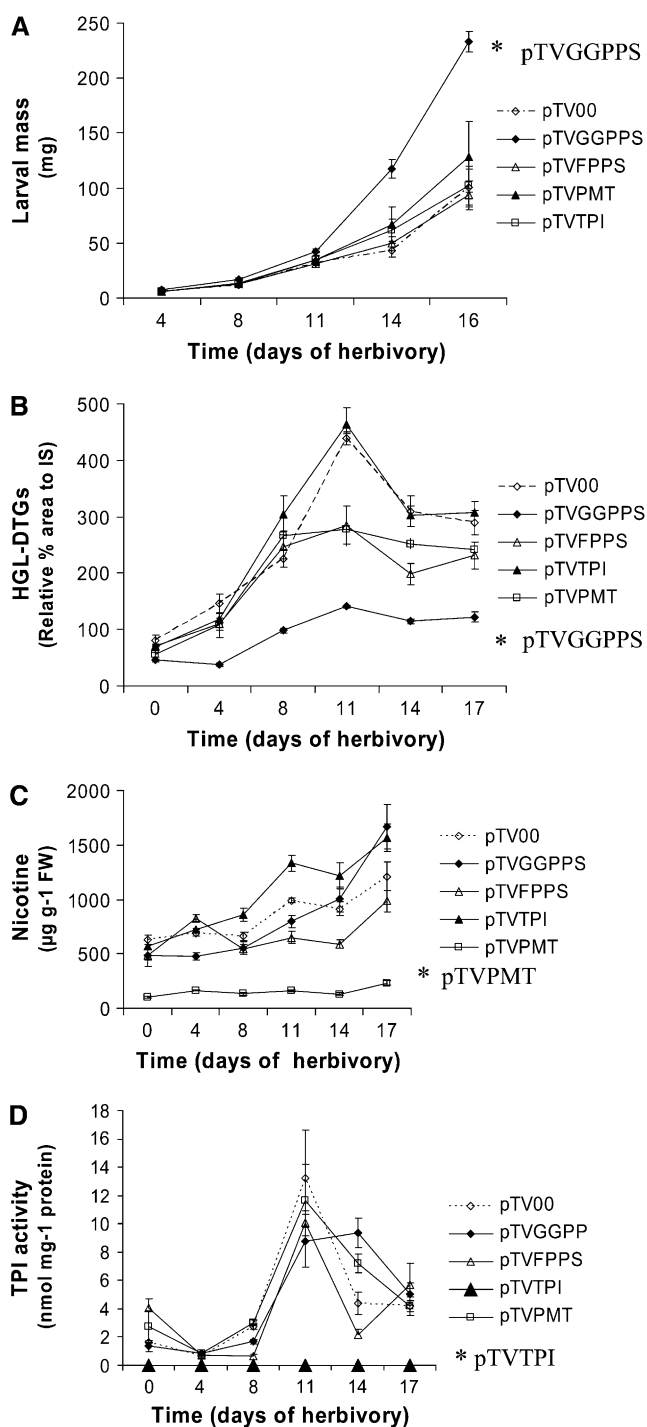 A
Larval mass
(mg)
250
200
150
100
50
0
4 8 11 14 16
Time (days of herbivory)
* pTVGGPPS
pTV00
pTVGGPPS
pTVFPPS
pTVPMT
pTVTPI
B
HGL-DTGs
(Relative % area to IS)
500
400
300
200
100
0
0 4 8 11 14 17
Time (days of herbivory)
pTV00
pTVGGPPS
pTVFPPS
pTVTPI
pTVPMT
* pTVGGPPS
C
Nicotine
(µg g-1 FW)
2000
1500
1000
500
0
0 4 8 11 14 17
Time (days of herbivory)
pTV00
pTVGGPPS
pTVFPPS
pTVTPI
pTVPMT
* pTVPMT
D
TPI activity
(nmol mg-1 protein)
18
16
14
12
10
8
6
4
2
0
0 4 8 11 14 17
Time (days of herbivory)
pTV00
pTVGGPP
pTVFPPS
pTVTPI
pTVPMT
* pTVTPI